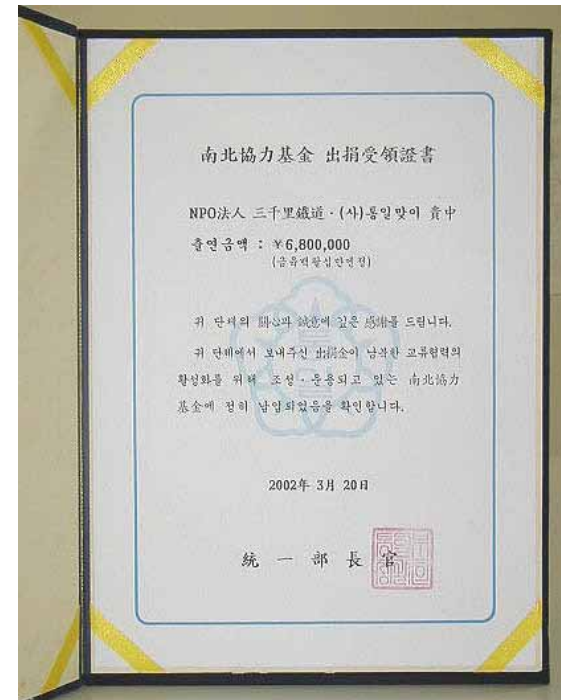 南北協力基金 出捐受領證書
NPO法人 三千里鐵道·(사)통일맞이 貴中
출연금액 : ¥6,800,000
(금육백팔십만엔정)
귀 단체의 關心과 誠意에 깊은 感謝를 드립니다.
귀 단체에서 보내주신 出捐金이 남북한 교류협력의
활성화를 위해 조성·운용되고 있는 南北協力
基金에 정히 납입되었음을 확인합니다.
2002年 3月 20日
統一部長官